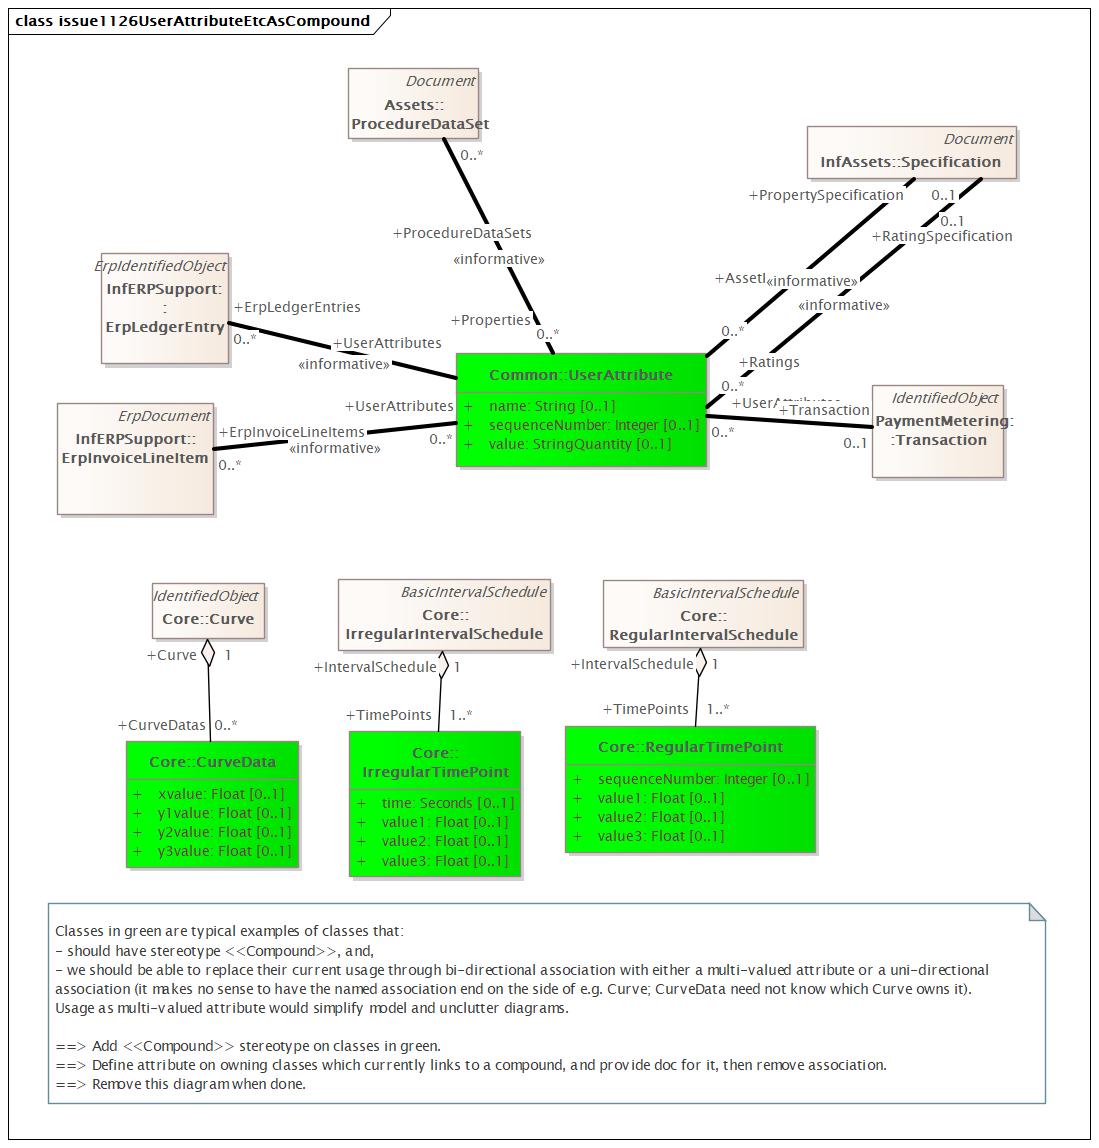 class issue1126UserAttributeEtcAsCompound
Document
Assets::
ProcedureDataSet
0..*
+ProcedureDataSets
«informative»
+Properties
0..*
Document
InfAssets::Specification
+PropertySpecification
0..1
0..1
+RatingSpecification
«informative»
«informative»
0..*
+Ratings
0..*
ErpIdentifiedObject
InfERPSupport:
:
ErpLedgerEntry
+ErpLedgerEntries
0..*
+UserAttributes
«informative»
Common::UserAttribute
+ name: String [0..1]
+ sequenceNumber: Integer [0..1]
+ value: StringQuantity [0..1]
ErpDocument
InfERPSupport::
ErpInvoiceLineItem
+UserAttributes
+ErpInvoiceLineItems
0..*
«informative»
0..*
+Transaction
0..*
0..1
IdentifiedObject
PaymentMetering:
:Transaction
IdentifiedObject
Core::Curve
+Curve
1
+CurveDatas
0..*
Core::CurveData
+ xvalue: Float [0..1]
+ y1value: Float [0..1]
+ y2value: Float [0..1]
+ y3value: Float [0..1]
BasicIntervalSchedule
Core::
IrregularIntervalSchedule
+IntervalSchedule
1
+TimePoints
1..*
Core::
IrregularTimePoint
+ time: Seconds [0..1]
+ value1: Float [0..1]
+ value2: Float [0..1]
+ value3: Float [0..1]
BasicIntervalSchedule
Core::
RegularIntervalSchedule
+IntervalSchedule
1
+TimePoints
1..*
Core::RegularTimePoint
+ sequenceNumber: Integer [0..1]
+ value1: Float [0..1]
+ value2: Float [0..1]
+ value3: Float [0..1]
Classes in green are typical examples of classes that:
- should have stereotype <<Compound>>, and,
- we should be able to replace their current usage through bi-directional association with either a multi-valued attribute or a uni-directional
association (it makes no sense to have the named association end on the side of e.g. Curve; CurveData need not know which Curve owns it).
Usage as multi-valued attribute would simplify model and unclutter diagrams.
==> Add <<Compound>> stereotype on classes in green.
==> Define attribute on owning classes which currently links to a compound, and provide doc for it, then remove association.
==> Remove this diagram when done.